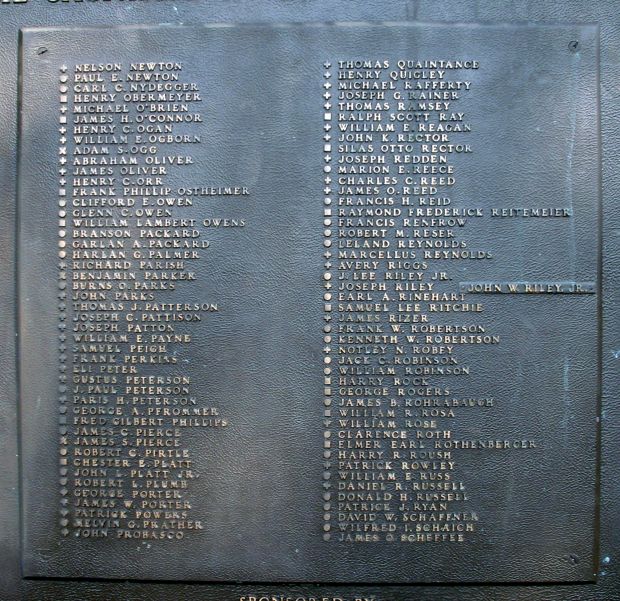 NELSON NEWTON
PAUL E. NEWTON
CARL C. NYDEGGER
HENRY OBERMEYER
MICHAEL O'BRIEN
JAMES H. O'CONNOR
HENRY C. OGAN
WILLIAM E. OGBORN
ADAM S. OGG
ABRAHAM OLIVER
JAMES OLIVER
HENRY C. ORR
FRANK PHILLIP OSTHEIMER
CLIFFORD E. OWEN
GLENN C. OWEN
WILLIAM LAMBERT OWENS
BRANSON PACKARD
GARLAN A. PACKARD
HARLAN G. PALMER
RICHARD PARISH
BENJAMIN PARKER
BURNS O. PARKS
JOHN PARKS
THOMAS J. PATTERSON
JOSEPH C. PATTISON
JOSEPH PATTON
WILLIAM E. PAYNE
SAMUEL PEIGH
FRANK PERKINS
ELI PETER
GUSTUS PETERSON
J. PAUL PETERSON
PARIS H. PETERSON
GEORGE A. PFROMMER
FRED GILBERT PHILLIPS
JAMES C. PIERCE
JAMES S. PIERCE
ROBERT C. PIRTLE
CHESTER E. PLATT
JOHN L. PLATT, JR.
ROBERT L. PLUMB
GEORGE PORTER
JAMES W. PORTER
PATRICK POWERS
MELVIN G. PRATHER
JOHN PROBASCO
THOMAS QUAINTANCE
HENRY QUIGLEY
MICHAEL RAFFERTY
JOSEPH G. RAINER
THOMAS RAMSEY
RALPH SCOTT RAY
WILLIAM E. REAGAN
JOHN K. RECTOR
SILAS OTTO RECTOR
JOSEPH REDDEN
MARION E. REECE
CHARLES C. REED
JAMES O. REED
FRANCIS H. REID
RAYMOND FREDERICK REITEMEIER
FRANCIS RENFROW
ROBERT M. RESER
LELAND REYNOLDS
MARCELLUS REYNOLDS
AVERY RIGGS
J. LEE RILEY, JR.
JOSEPH RILEY JOHN W. RILEY, JR.
EARL A. RINEHART
SAMUEL LEE RITCHIE
JAMES RIZER
FRANK W. ROBERTSON
KENNETH W. ROBERTSON
NOTLEY N. ROBEY
JACK C. ROBINSON
WILLIAM ROBINSON
HARRY ROCK
GEORGE ROGERS
JAMES B. ROHRABAUGH
WILLIAM R. ROSA
WILLIAM ROSE
CLARENCE ROTH
ELMER EARL ROTHENBERGER
HARRY R. ROUSH
PATRICK ROWLEY
WILLIAM E. RUSS
DANIEL R. RUSSELL
DONALD H. RUSSELL
PATRICK J. RYAN
DAVID W. SCHAFFNER
WILFRED I. SCHAICH
JAMES O. SCHEFFEE
SPONSORED BY